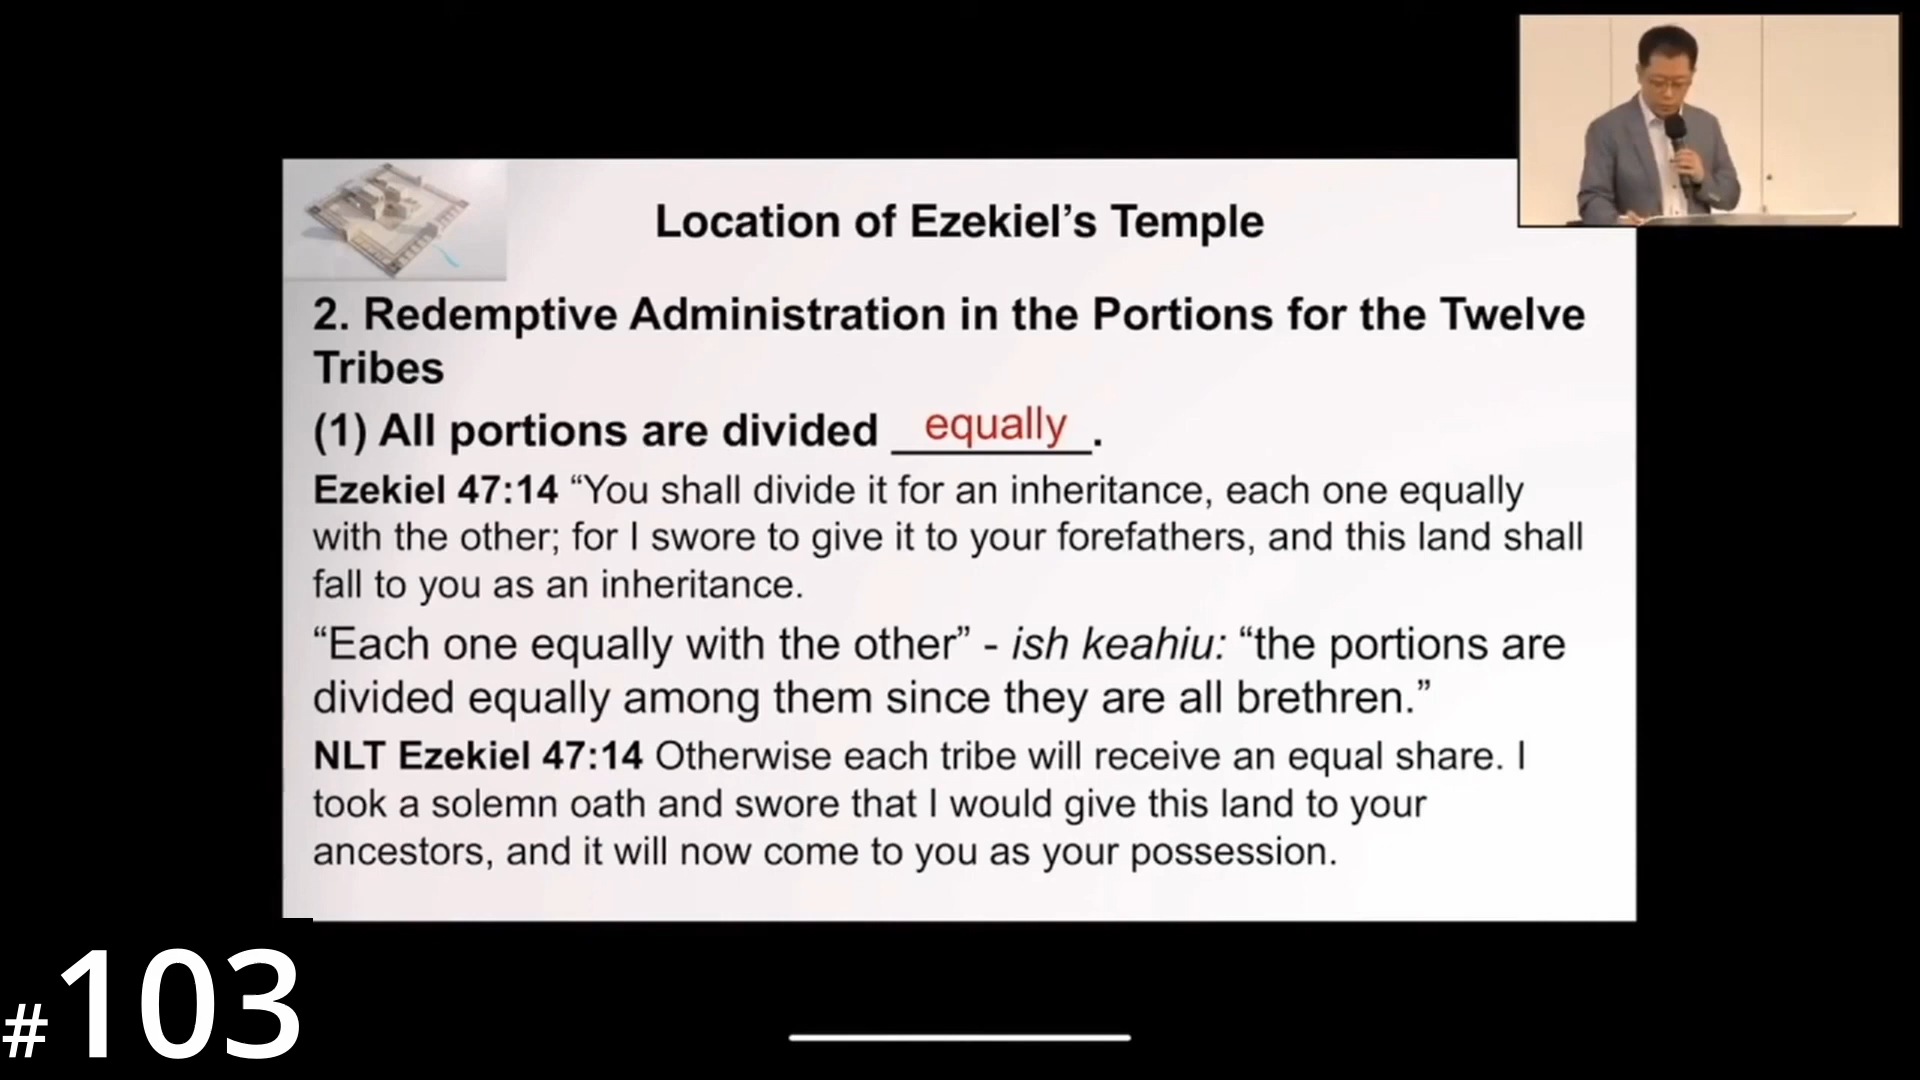 Location of Ezekiel’s Temple
2. Redemptive Administration in the Portions for the Twelve
Tribes
(1) All portions are divided equally.
Ezekiel 47:14 “You shall divide it for an inheritance, each one equally
with the other; for I swore to give it to your forefathers, and this land shall
fall to you as an inheritance.
“Each one equally with the other” - ish keahiu: “the portions are
divided equally among them since they are all brethren.”
NLT Ezekiel 47:14 Otherwise each tribe will receive an equal share. I
took a solemn oath and swore that I would give this land to your
ancestors, and it will now come to you as your possession.
#103